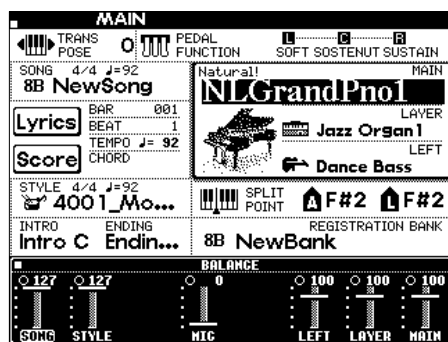 MAIN
TRANSPOSE 0 PEDAL FUNCTION L C R
SOFT SOSTENUT SUSTAIN
SONG 4/4 ♩=92
8B NewSong
Natural! MAIN
NLGrandPno1
Lyrics
BAR 001
BEAT 1
TEMPO ♩= 92
Score
CHORD
LAYER
Jazz Organ1
LEFT
Dance Bass
STYLE 4/4 ♩=92
4001_Mo...
SPLIT POINT A F#2 L F#2
INTRO ENDING
Intro C Endin...
REGISTRATION BANK
8B NewBank
BALANCE
127 127 0 100 100 100
SONG STYLE MIC LEFT LAYER MAIN